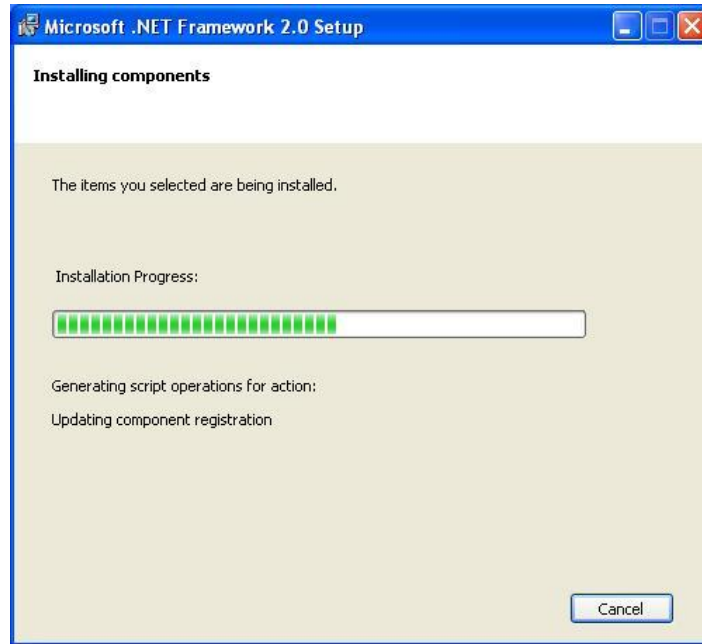 Microsoft .NET Framework 2.0 Setup
Installing components
The items you selected are being installed.
Installation Progress:
Generating script operations for action:
Updating component registration
Cancel